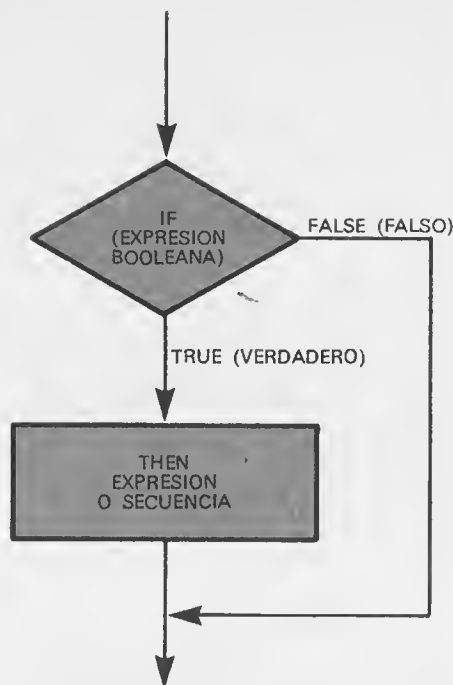 IF
(EXPRESION
BOOLEANA)
FALSE (FALSO)
TRUE (VERDADERO)
THEN
EXPRESION
O SECUENCIA